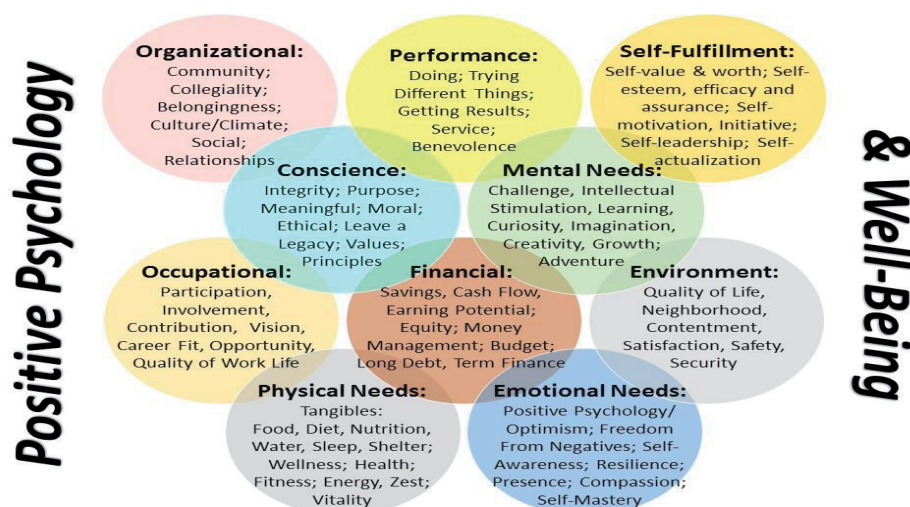 Positive Psychology
Organizational:
Community;
Collegiality;
Belongingness;
Culture/Climate;
Social;
Relationships
Performance:
Doing; Trying
Different Things;
Getting Results;
Service;
Benevolence
Self-Fulfillment:
Self-value & worth; Self-
esteem, efficacy and
assurance; Self-
motivation, Initiative;
Self-leadership; Self-
actualization
Conscience:
Integrity; Purpose;
Meaningful; Moral;
Ethical; Leave a
Legacy; Values;
Principles
Mental Needs:
Challenge, Intellectual
Stimulation, Learning,
Curiosity, Imagination,
Creativity, Growth;
Adventure
Occupational:
Participation,
Involvement,
Contribution, Vision,
Career Fit, Opportunity,
Quality of Work Life
Financial:
Savings, Cash Flow,
Earning Potential;
Equity; Money
Management; Budget;
Long Debt, Term Finance
Environment:
Quality of Life,
Neighborhood,
Contentment,
Satisfaction, Safety,
Security
Physical Needs:
Tangibles:
Food, Diet, Nutrition,
Water, Sleep, Shelter;
Wellness; Health;
Fitness; Energy, Zest;
Vitality
Emotional Needs:
Positive Psychology/
Optimism; Freedom
From Negatives; Self-
Awareness; Resilience;
Presence; Compassion;
Self-Mastery
& Well-Being